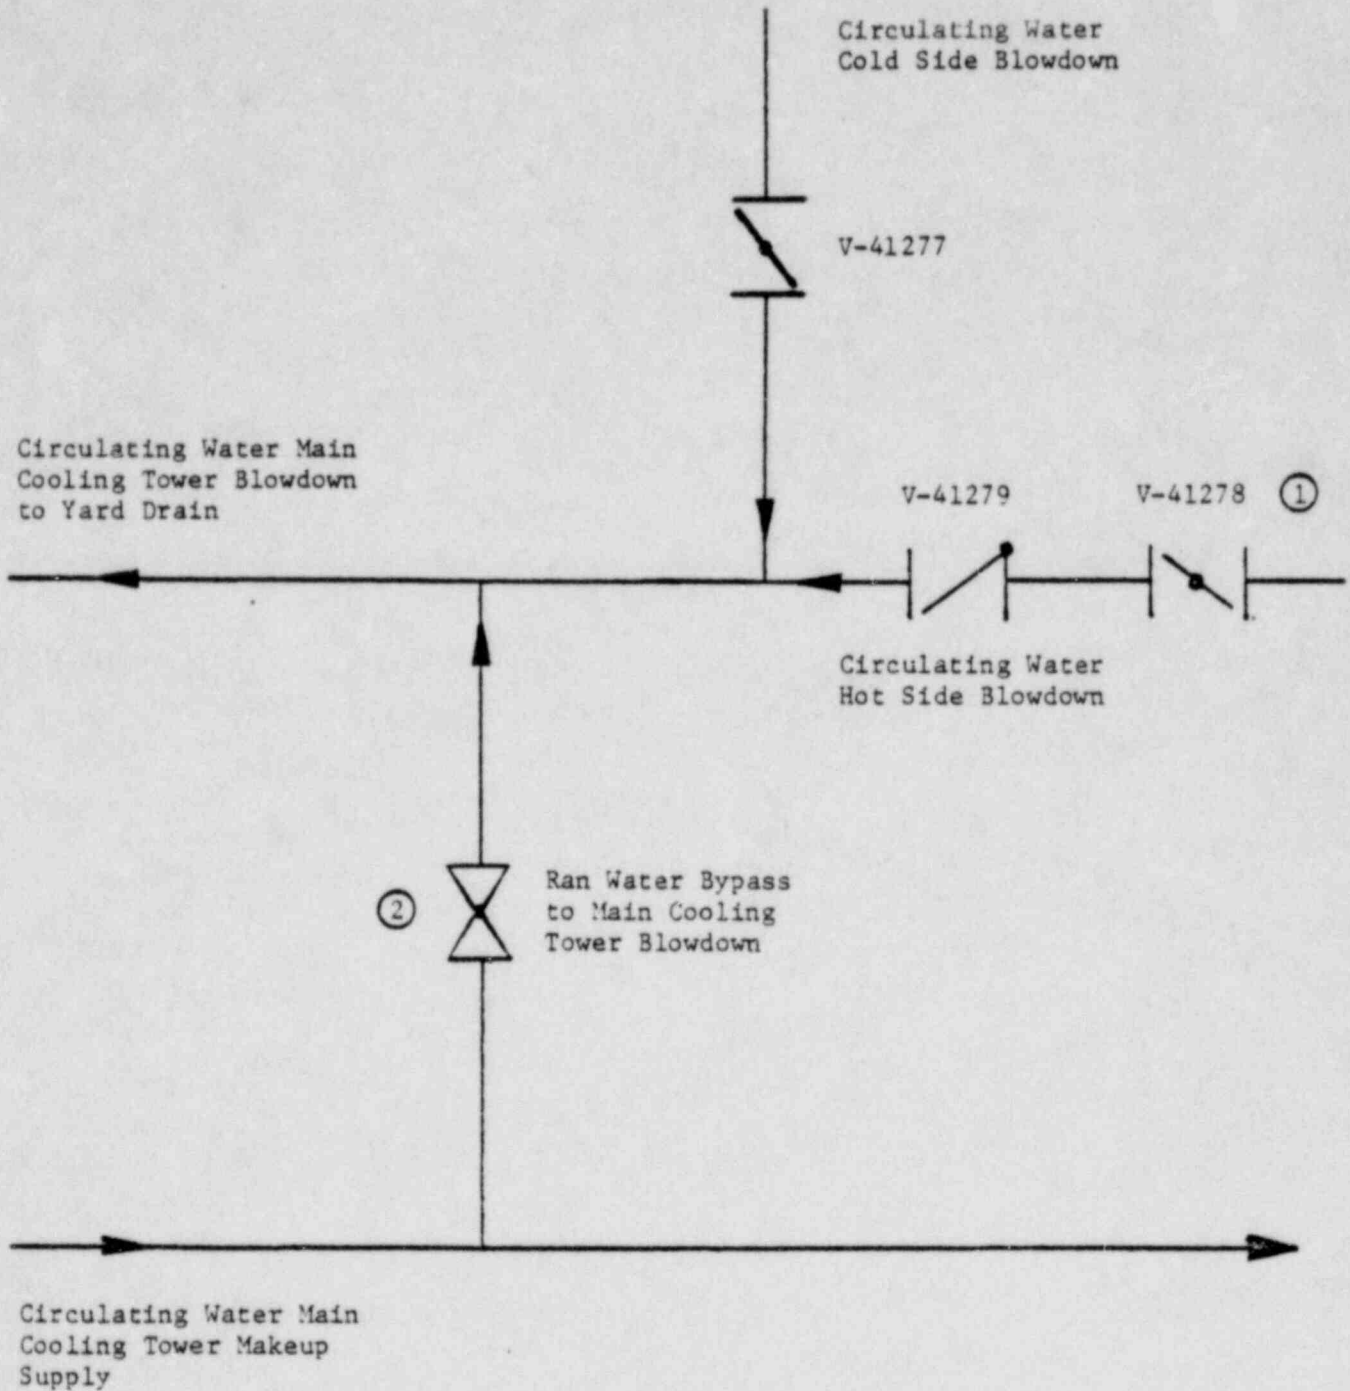 Circulating Water
Cold Side Blowdown
V-41277
Circulating Water Main
Cooling Tower Blowdown
to Yard Drain
V-41279
V-41278
1
Circulating Water
Hot Side Blowdown
2
Ran Water Bypass
to Main Cooling
Tower Blowdown
Circulating Water Main
Cooling Tower Makeup
Supply